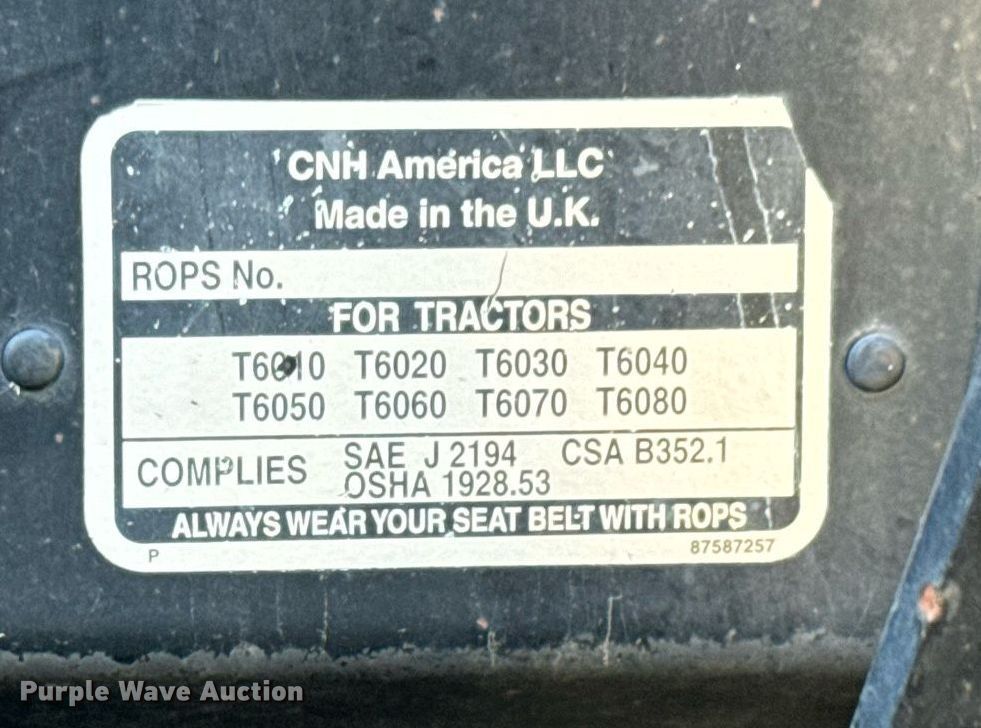 CNH America LLC
Made in the U.K.
ROPS No.
FOR TRACTORS
T6010 T6020 T6030 T6040
T6050 T6060 T6070 T6080
COMPLIES SAE J 2194 CSA B352.1
OSHA 1928.53
ALWAYS WEAR YOUR SEAT BELT WITH ROPS
P 87587257
Purple Wave Auction